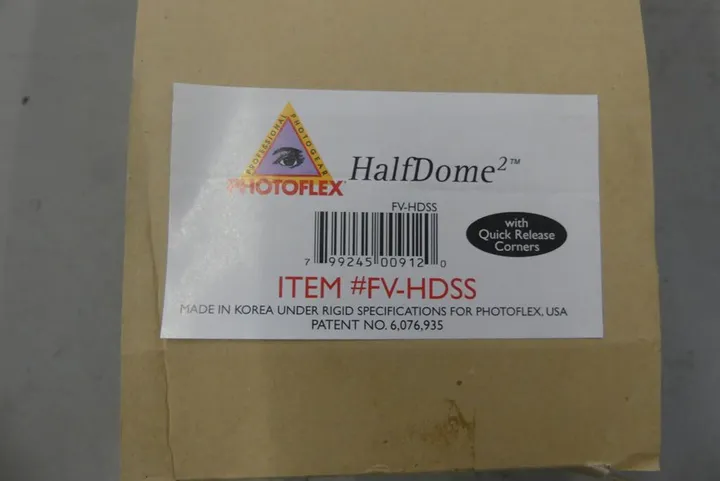 PROFESSIONAL PHOTOGEAR
PHOTOFLEX
HalfDome²™
FV-HDSS
with
Quick Release
Corners
7 99245 00912 0
ITEM #FV-HDSS
MADE IN KOREA UNDER RIGID SPECIFICATIONS FOR PHOTOFLEX, USA
PATENT NO. 6,076,935